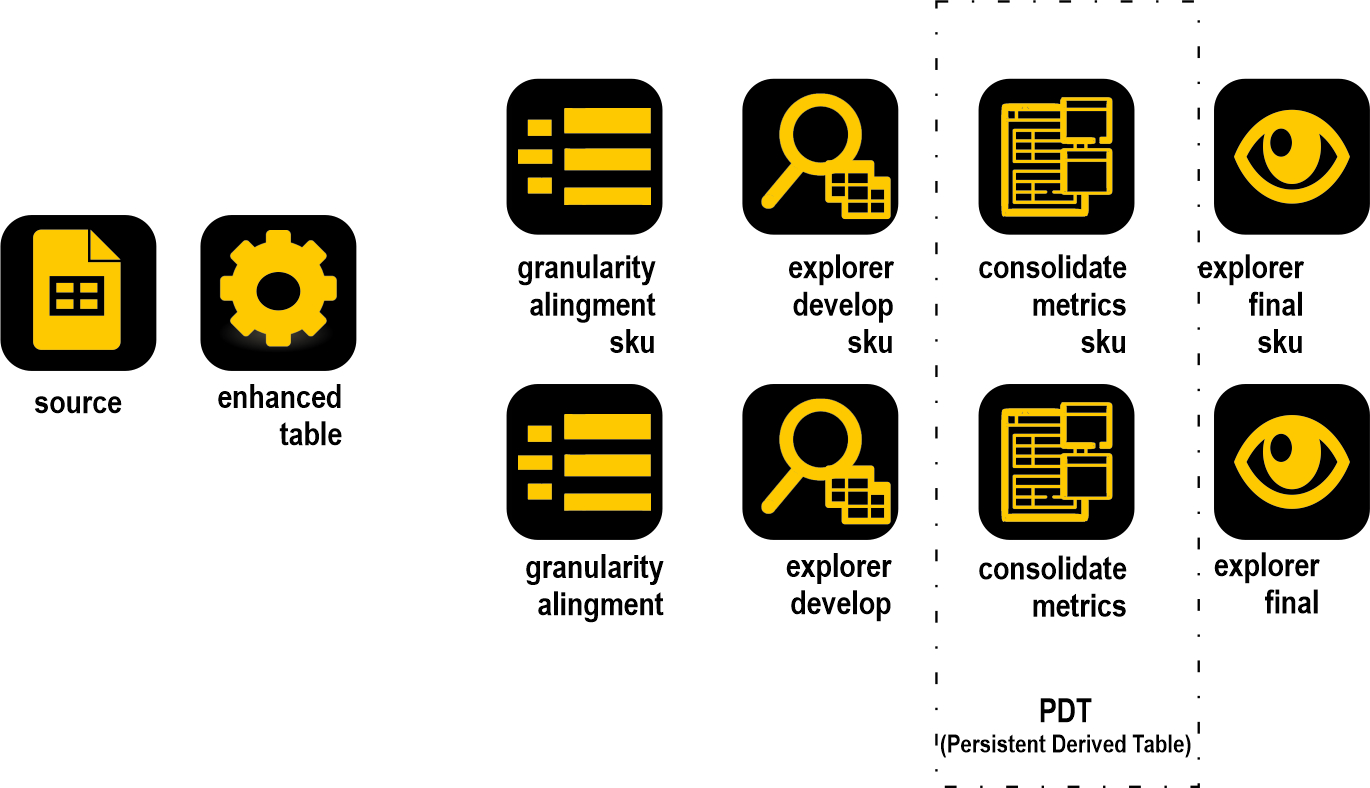 source
enhanced
table
granularity
alingment
sku
explorer
develop
sku
consolidate
metrics
sku
explorer
final
sku
granularity
alingment
explorer
develop
consolidate
metrics
explorer
final
PDT
(Persistent Derived Table)